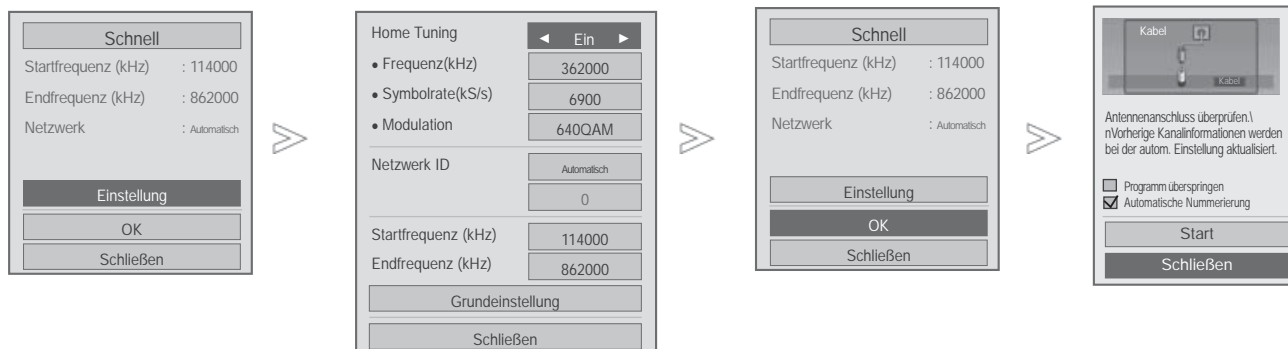 Schnell
Startfrequenz (kHz) : 114000
Endfrequenz (kHz) : 862000
Netzwerk : Automatisch
Einstellung
OK
Schließen
Home Tuning ◄ Ein ►
• Frequenz(kHz) 362000
• Symbolrate(kS/s) 6900
• Modulation 640QAM
Netzwerk ID Automatisch
0
Startfrequenz (kHz) 114000
Endfrequenz (kHz) 862000
Grundeinstellung
Schließen
Schnell
Startfrequenz (kHz) : 114000
Endfrequenz (kHz) : 862000
Netzwerk : Automatisch
Einstellung
OK
Schließen
Kabel
Kabel
Antennenanschluss überprüfen.\
nVorherige Kanalinformationen werden
bei der autom. Einstellung aktualisiert.
Programm überspringen
Automatische Nummerierung
Start
Schließen